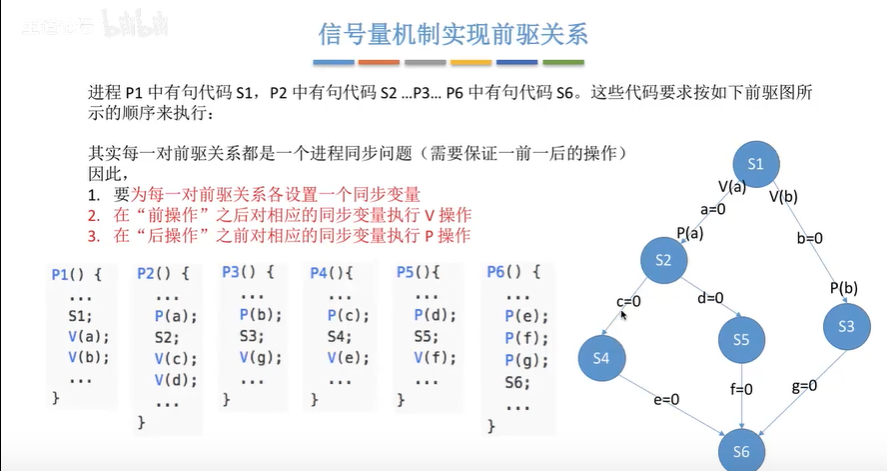 信号量机制实现前驱关系
进程 P1 中有句代码 S1，P2 中有句代码 S2 ...P3... P6 中有句代码 S6。这些代码要求按如下前驱图所
示的顺序来执行：
其实每一对前驱关系都是一个进程同步问题（需要保证一前一后的操作）
因此，
1. 要为每一对前驱关系各设置一个同步变量
2. 在“前操作”之后对相应的同步变量执行 V 操作
3. 在“后操作”之前对相应的同步变量执行 P 操作
P1() {
...
S1;
V(a);
V(b);
...
}
P2() {
...
P(a);
S2;
V(c);
V(d);
...
}
P3() {
...
P(b);
S3;
V(g);
...
}
P4(){
...
P(c);
S4;
V(e);
...
}
P5(){
...
P(d);
S5;
V(f);
...
}
P6() {
...
P(e);
P(f);
P(g);
S6;
...
}
S1
V(a)
V(b)
a=0
b=0
P(a)
S2
P(b)
c=0
d=0
S3
S4
S5
e=0
f=0
g=0
S6